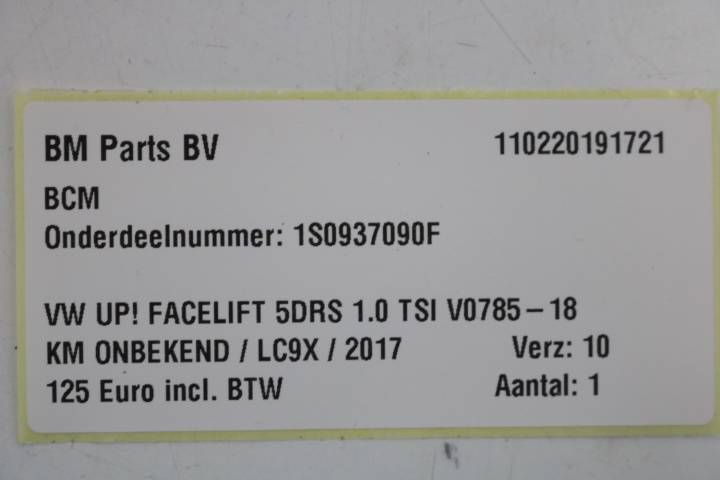 BM Parts BV 110220191721
BCM
Onderdeelnummer: 1S0937090F
VW UP! FACELIFT 5DRS 1.0 TSI V0785-18
KM ONBEKEND / LC9X / 2017 Verz: 10
125 Euro incl. BTW Aantal: 1